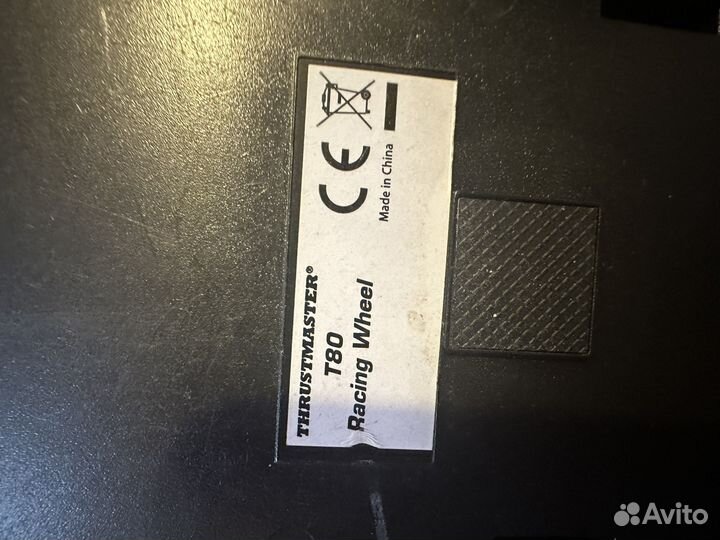 THRUSTMASTER®
T80
Racing Wheel
CE
Made in China
Avito